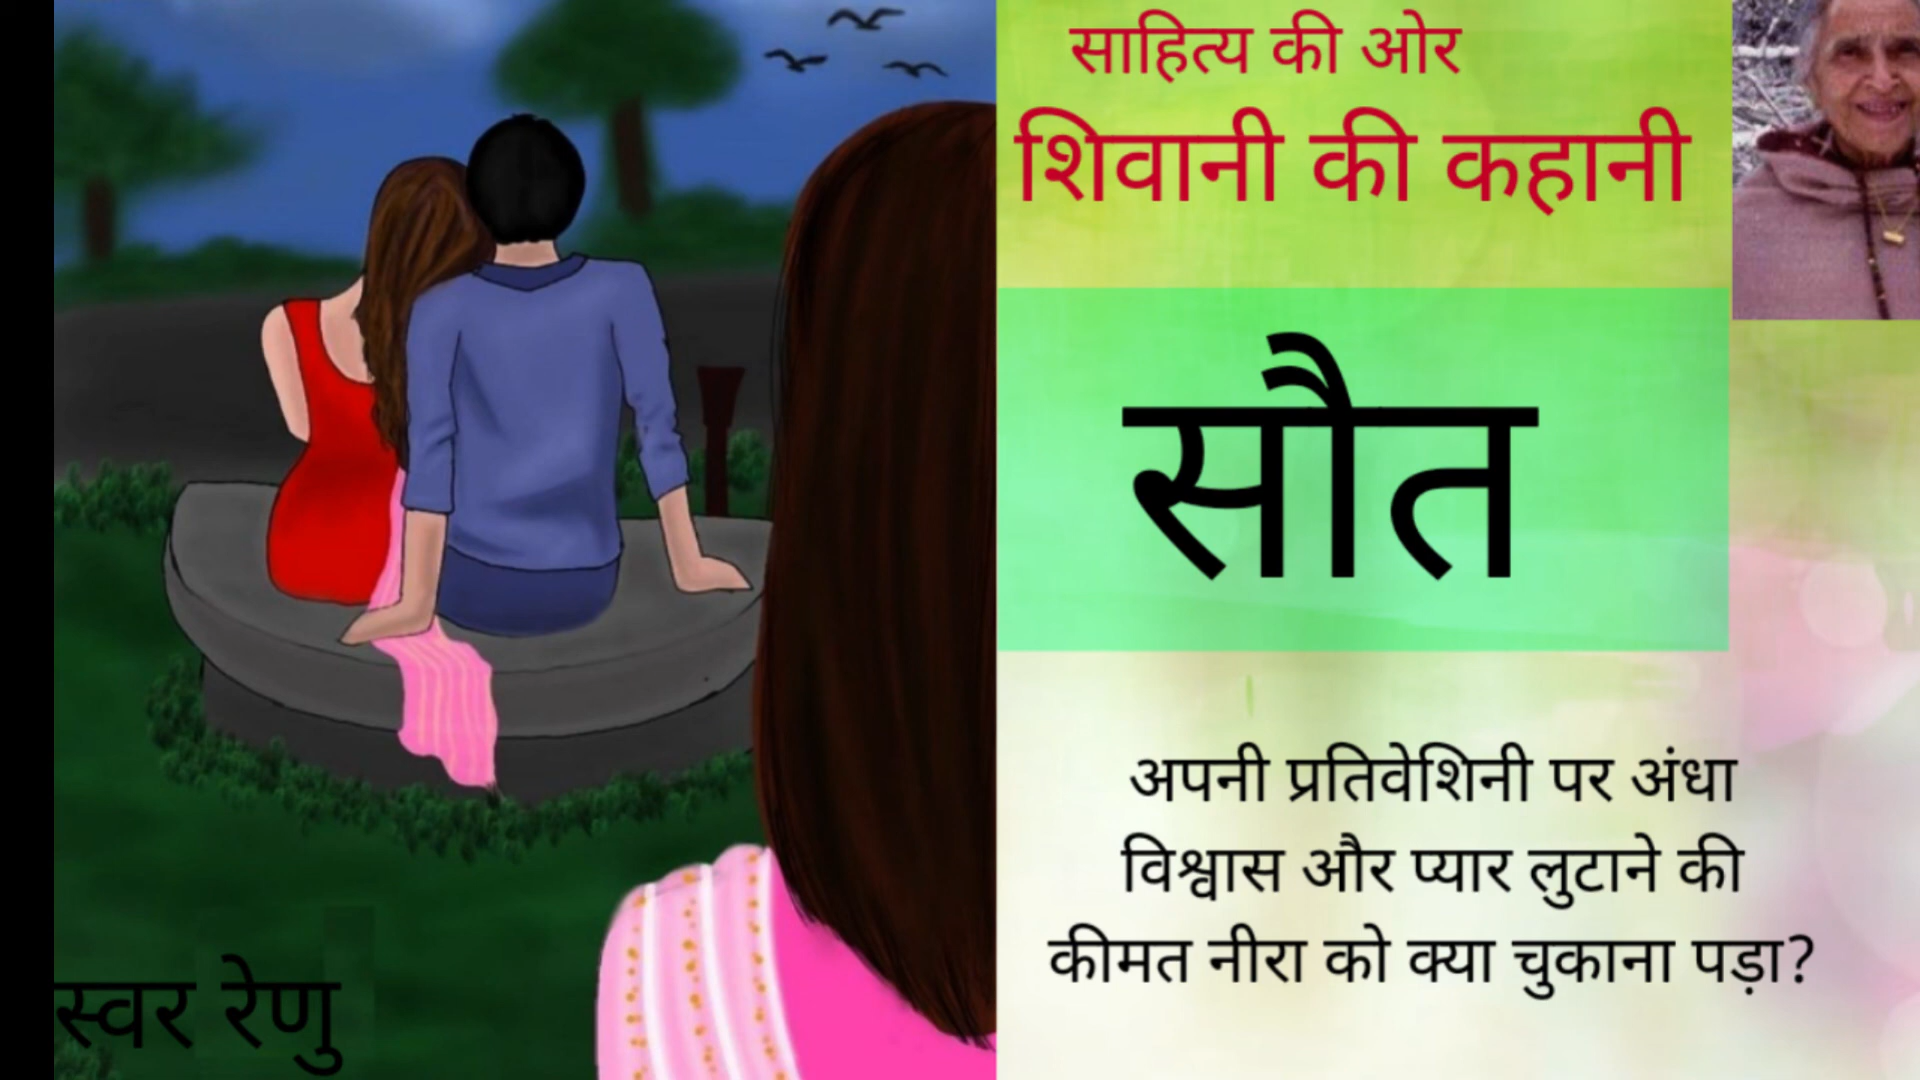 साहित्य की ओर
शिवानी की कहानी
सौत
अपनी प्रतिवेशिनी पर अंधा
विश्वास और प्यार लुटाने की
कीमत नीरा को क्या चुकाना पड़ा?
स्वर रेणु